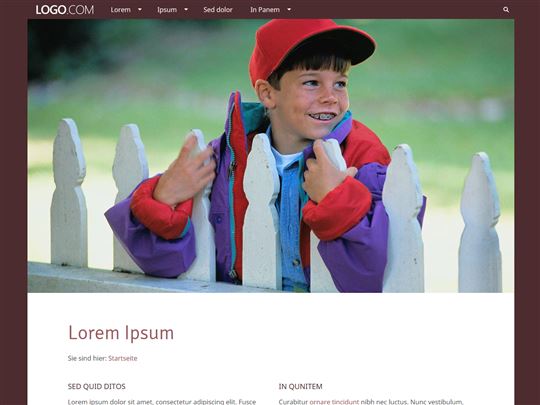 LOGO.COM Lorem Ipsum Sed dolor In Panem
Lorem Ipsum
Sie sind hier: Startseite
SED QUID DITOS IN QUNITEM
Lorem ipsum dolor sit amet, consectetur adipiscing elit. Fusce Curabitur ornare tincidunt nibh nec luctus. Nunc vestibulum,